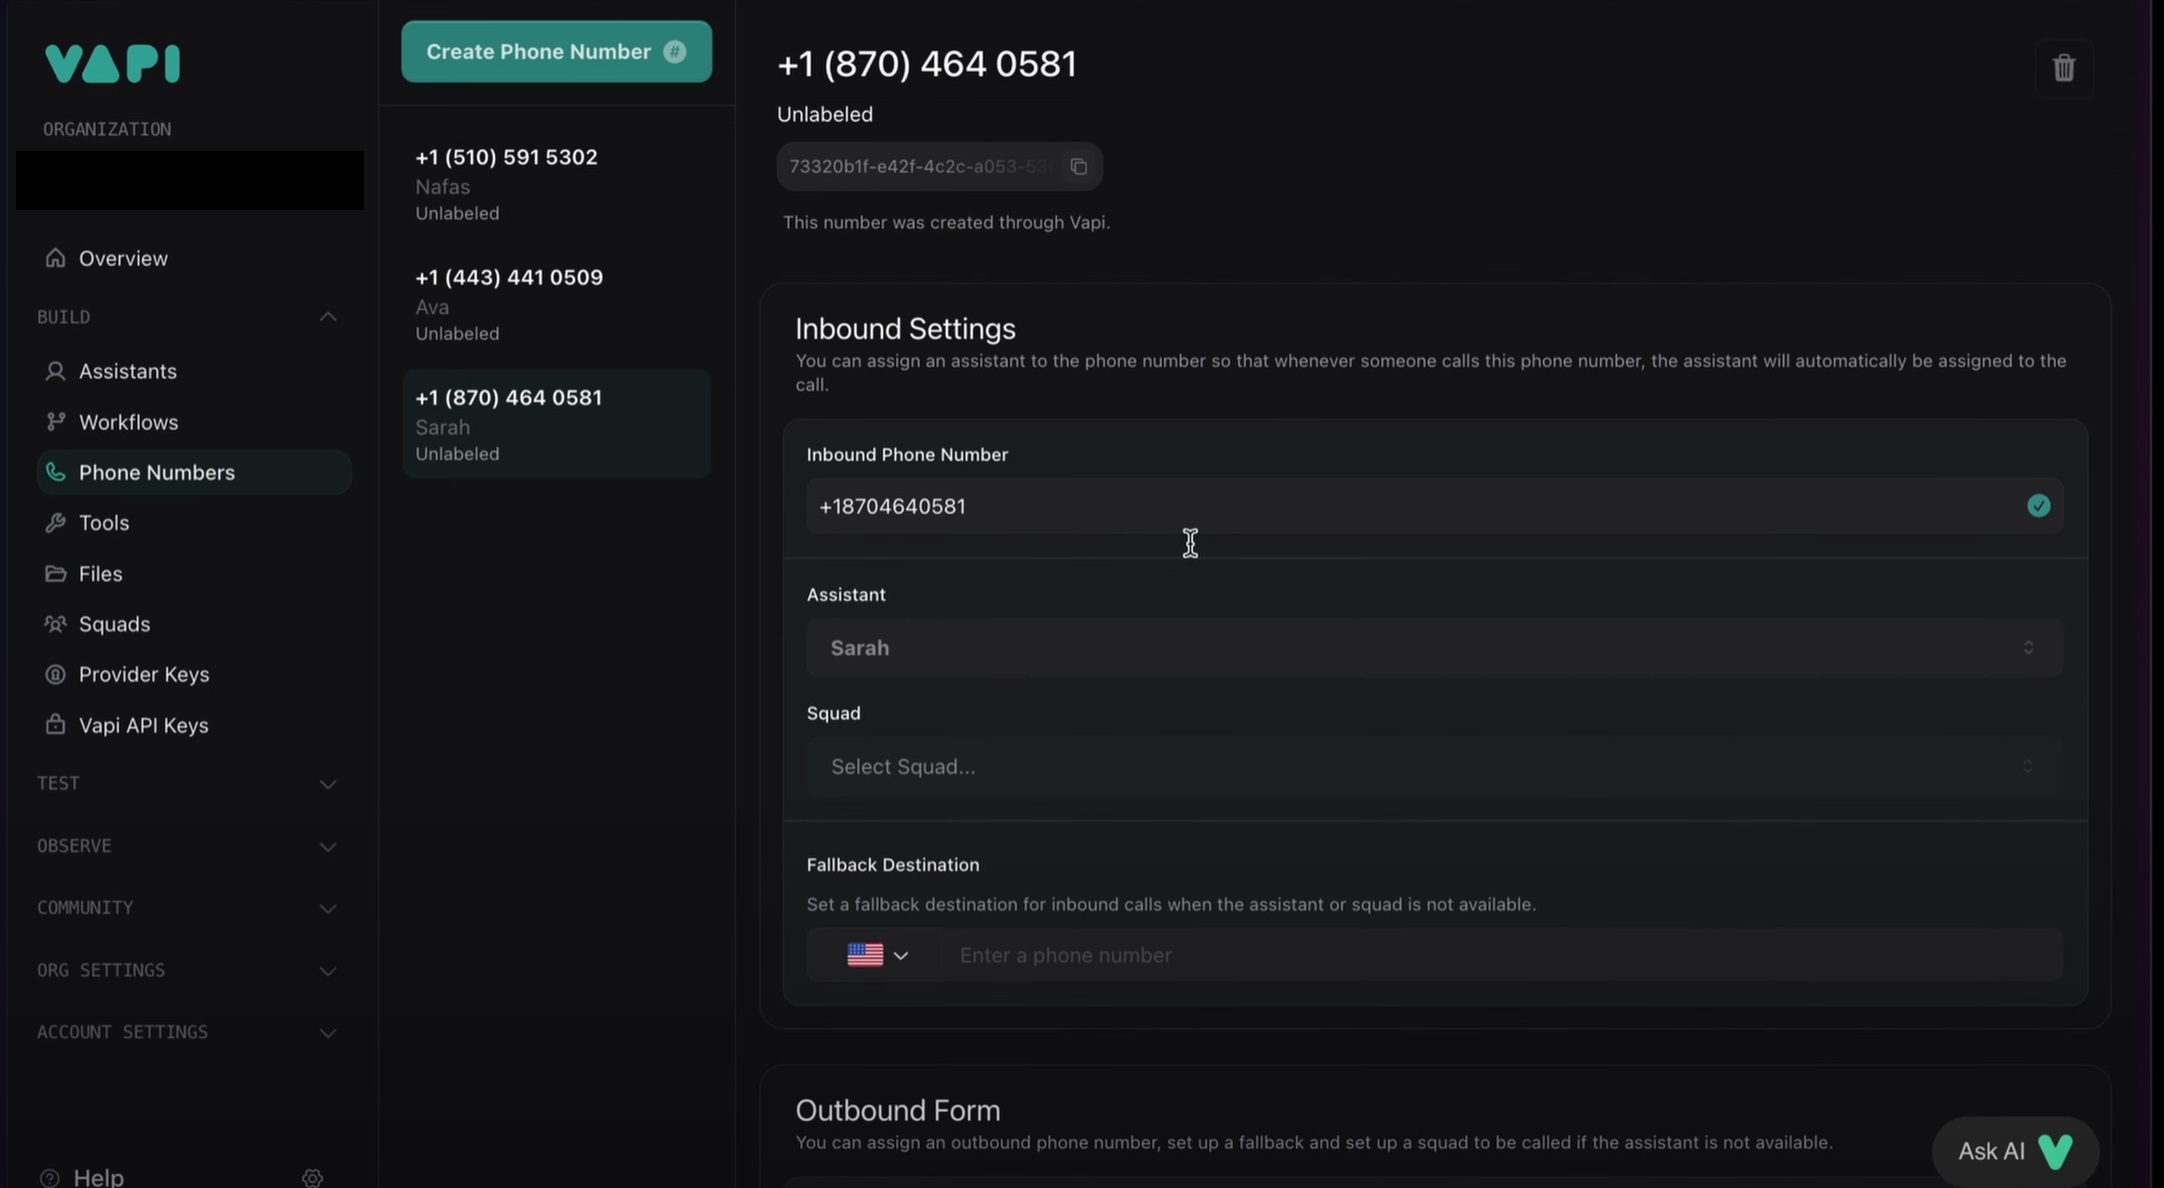 VAPI
ORGANIZATION
Overview
BUILD
Assistants
Workflows
Phone Numbers
Tools
Files
Squads
Provider Keys
Vapi API Keys
TEST
OBSERVE
COMMUNITY
ORG SETTINGS
ACCOUNT SETTINGS
Help
Create Phone Number #
+1 (510) 591 5302
Nafas
Unlabeled
+1 (443) 441 0509
Ava
Unlabeled
+1 (870) 464 0581
Sarah
Unlabeled
+1 (870) 464 0581
Unlabeled
73320b1f-e42f-4c2c-a053-53
This number was created through Vapi.
Inbound Settings
You can assign an assistant to the phone number so that whenever someone calls this phone number, the assistant will automatically be assigned to the
call.
Inbound Phone Number
+18704640581
Assistant
Sarah
Squad
Select Squad...
Fallback Destination
Set a fallback destination for inbound calls when the assistant or squad is not available.
Enter a phone number
Outbound Form
You can assign an outbound phone number, set up a fallback and set up a squad to be called if the assistant is not available.
Ask AI